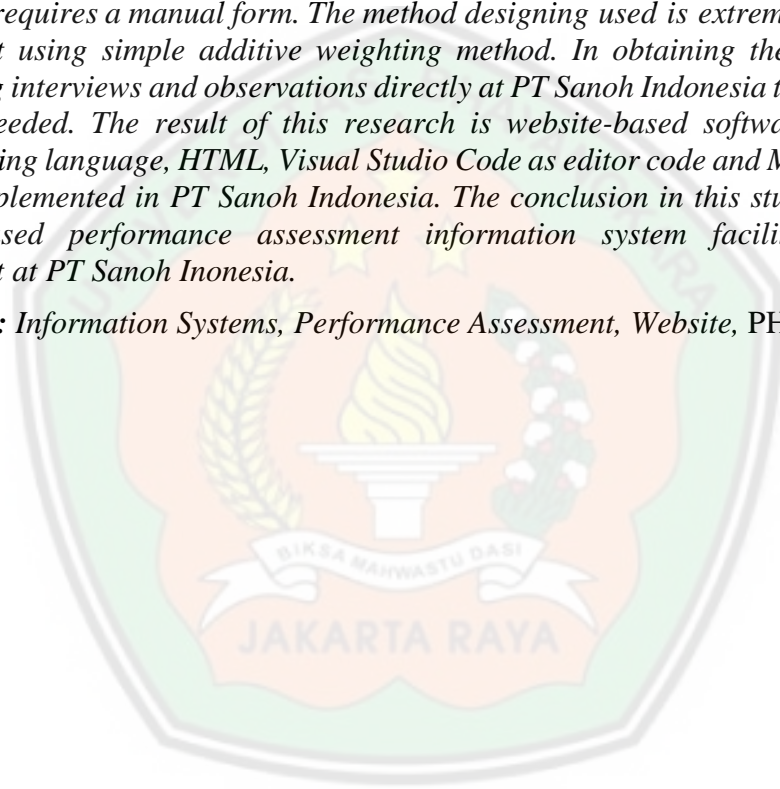 requires a manual form. The method designing used is extrem
t using simple additive weighting method. In obtaining the
g interviews and observations directly at PT Sanoh Indonesia t
eeded. The result of this research is website-based softwa
ing language, HTML, Visual Studio Code as editor code and M
plemented in PT Sanoh Indonesia. The conclusion in this stu
sed performance assessment information system facili
t at PT Sanoh Inonesia.
: Information Systems, Performance Assessment, Website, PH
BIKSA MAHWASTU DASI
JAKARTA RAYA